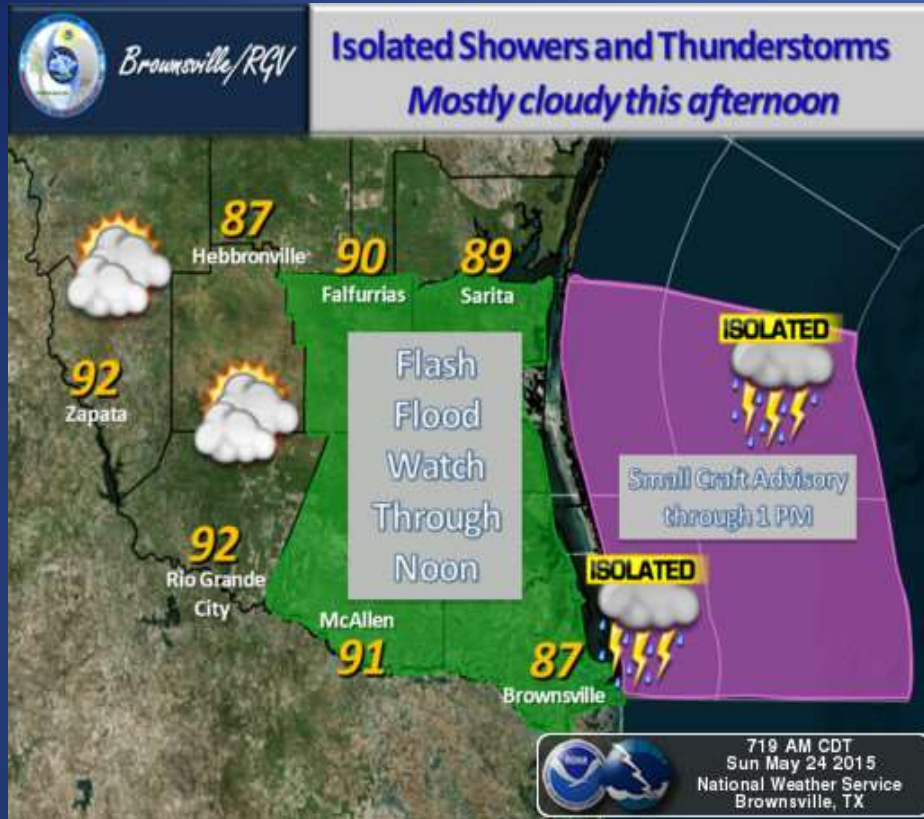 Brownsville/RGV
Isolated Showers and Thunderstorms
Mostly cloudy this afternoon
87
Hebbronville
90
Falfurrias
89
Sarita
92
Zapata
Flash
Flood
Watch
Through
Noon
ISOLATED
Small Craft Advisory
through 1 PM
92
Rio Grande
City
McAllen
91
ISOLATED
87
Brownsville
NOAA
719 AM CDT
Sun May 24 2015
National Weather Service
Brownsville, TX